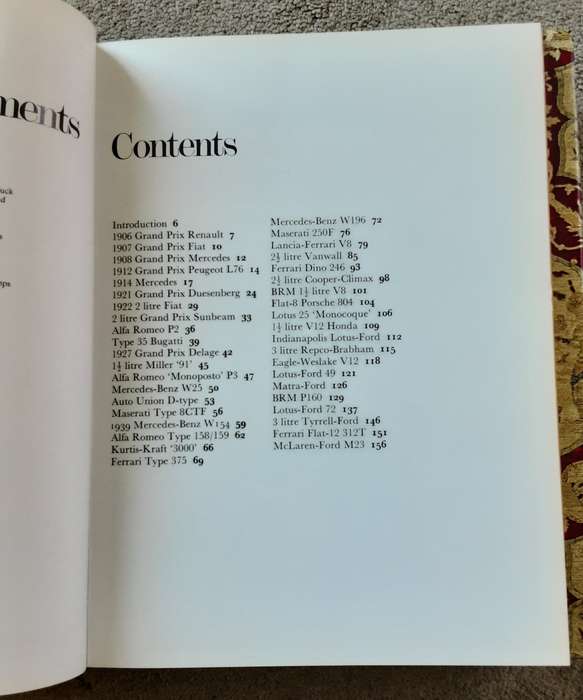 ments
uck
d
s
ps
Contents
Introduction 6
1906 Grand Prix Renault 7
1907 Grand Prix Fiat 10
1908 Grand Prix Mercedes 12
1912 Grand Prix Peugeot L76 14
1914 Mercedes 17
1921 Grand Prix Duesenberg 24
1922 2 litre Fiat 29
2 litre Grand Prix Sunbeam 33
Alfa Romeo P2 36
Type 35 Bugatti 39
1927 Grand Prix Delage 42
1½ litre Miller ‘91’ 45
Alfa Romeo ‘Monoposto’ P3 47
Mercedes-Benz W25 50
Auto Union D-type 53
Maserati Type 8CTF 56
1939 Mercedes-Benz W154 59
Alfa Romeo Type 158/159 62
Kurtis-Kraft ‘3000’ 66
Ferrari Type 375 69
Mercedes-Benz W196 72
Maserati 250F 76
Lancia-Ferrari V8 79
2½ litre Vanwall 85
Ferrari Dino 246 93
2½ litre Cooper-Climax 98
BRM 1½ litre V8 101
Flat-8 Porsche 804 104
Lotus 25 ‘Monocoque’ 106
1½ litre V12 Honda 109
Indianapolis Lotus-Ford 112
3 litre Repco-Brabham 115
Eagle-Weslake V12 118
Lotus-Ford 49 121
Matra-Ford 126
BRM P160 129
Lotus-Ford 72 137
3 litre Tyrrell-Ford 146
Ferrari Flat-12 312T 151
McLaren-Ford M23 156